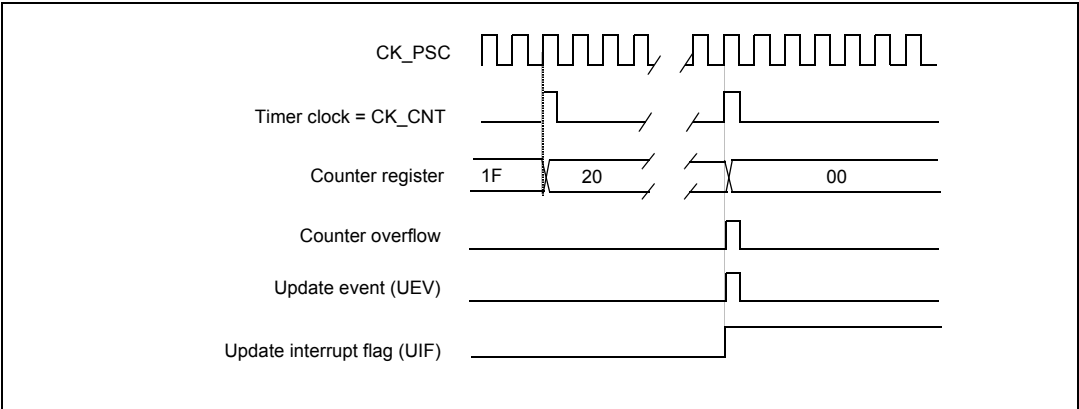 CK_PSC
Timer clock = CK_CNT
Counter register 1F 20 00
Counter overflow
Update event (UEV)
Update interrupt flag (UIF)